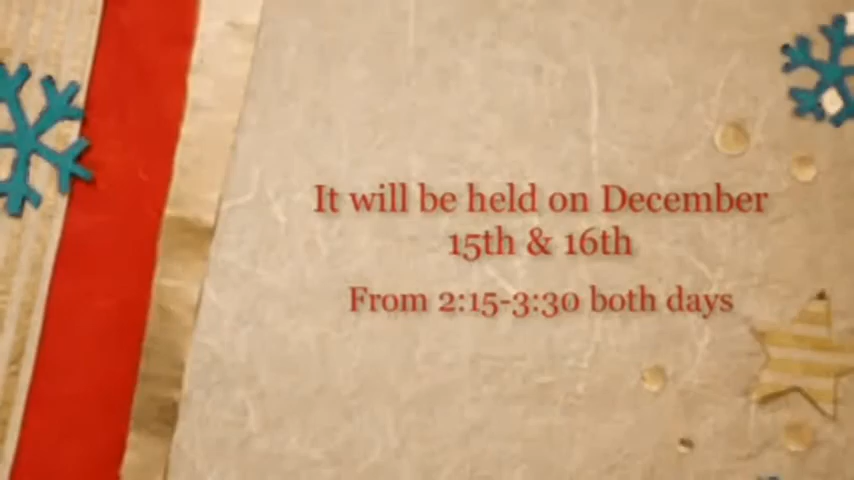 It will be held on December
15th & 16th
From 2:15-3:30 both days